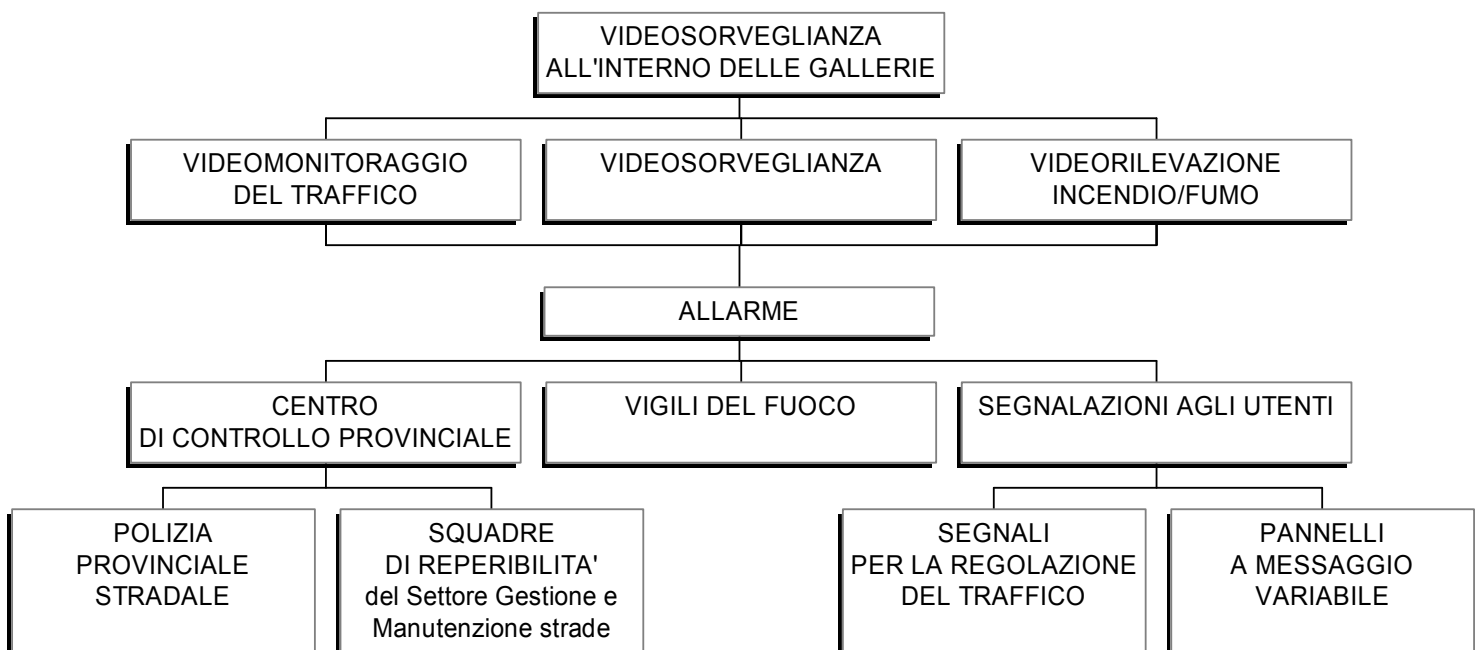 VIDEOSORVEGLIANZA
ALL'INTERNO DELLE GALLERIE
VIDEOMONITORAGGIO
DEL TRAFFICO
VIDEOSORVEGLIANZA
VIDEORILEVAZIONE
INCENDIO/FUMO
ALLARME
CENTRO
DI CONTROLLO PROVINCIALE
VIGILI DEL FUOCO
SEGNALAZIONI AGLI UTENTI
POLIZIA
PROVINCIALE
STRADALE
SQUADRE
DI REPERIBILITA'
del Settore Gestione e
Manutenzione strade
SEGNALI
PER LA REGOLAZIONE
DEL TRAFFICO
PANNELLI
A MESSAGGIO
VARIABILE